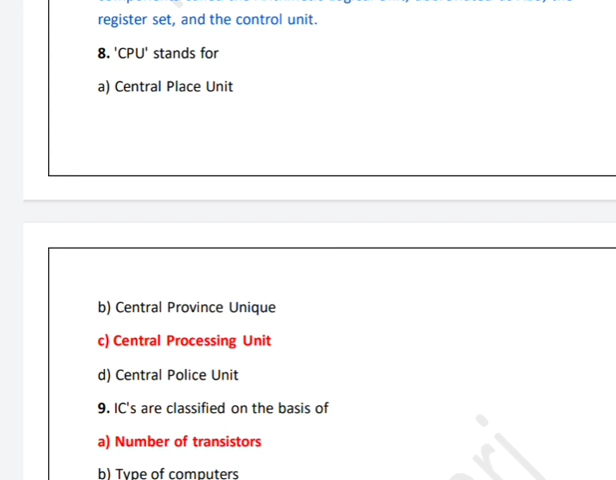 register set, and the control unit.
8. 'CPU' stands for
a) Central Place Unit
b) Central Province Unique
c) Central Processing Unit
d) Central Police Unit
9. IC's are classified on the basis of
a) Number of transistors
b) Type of computers